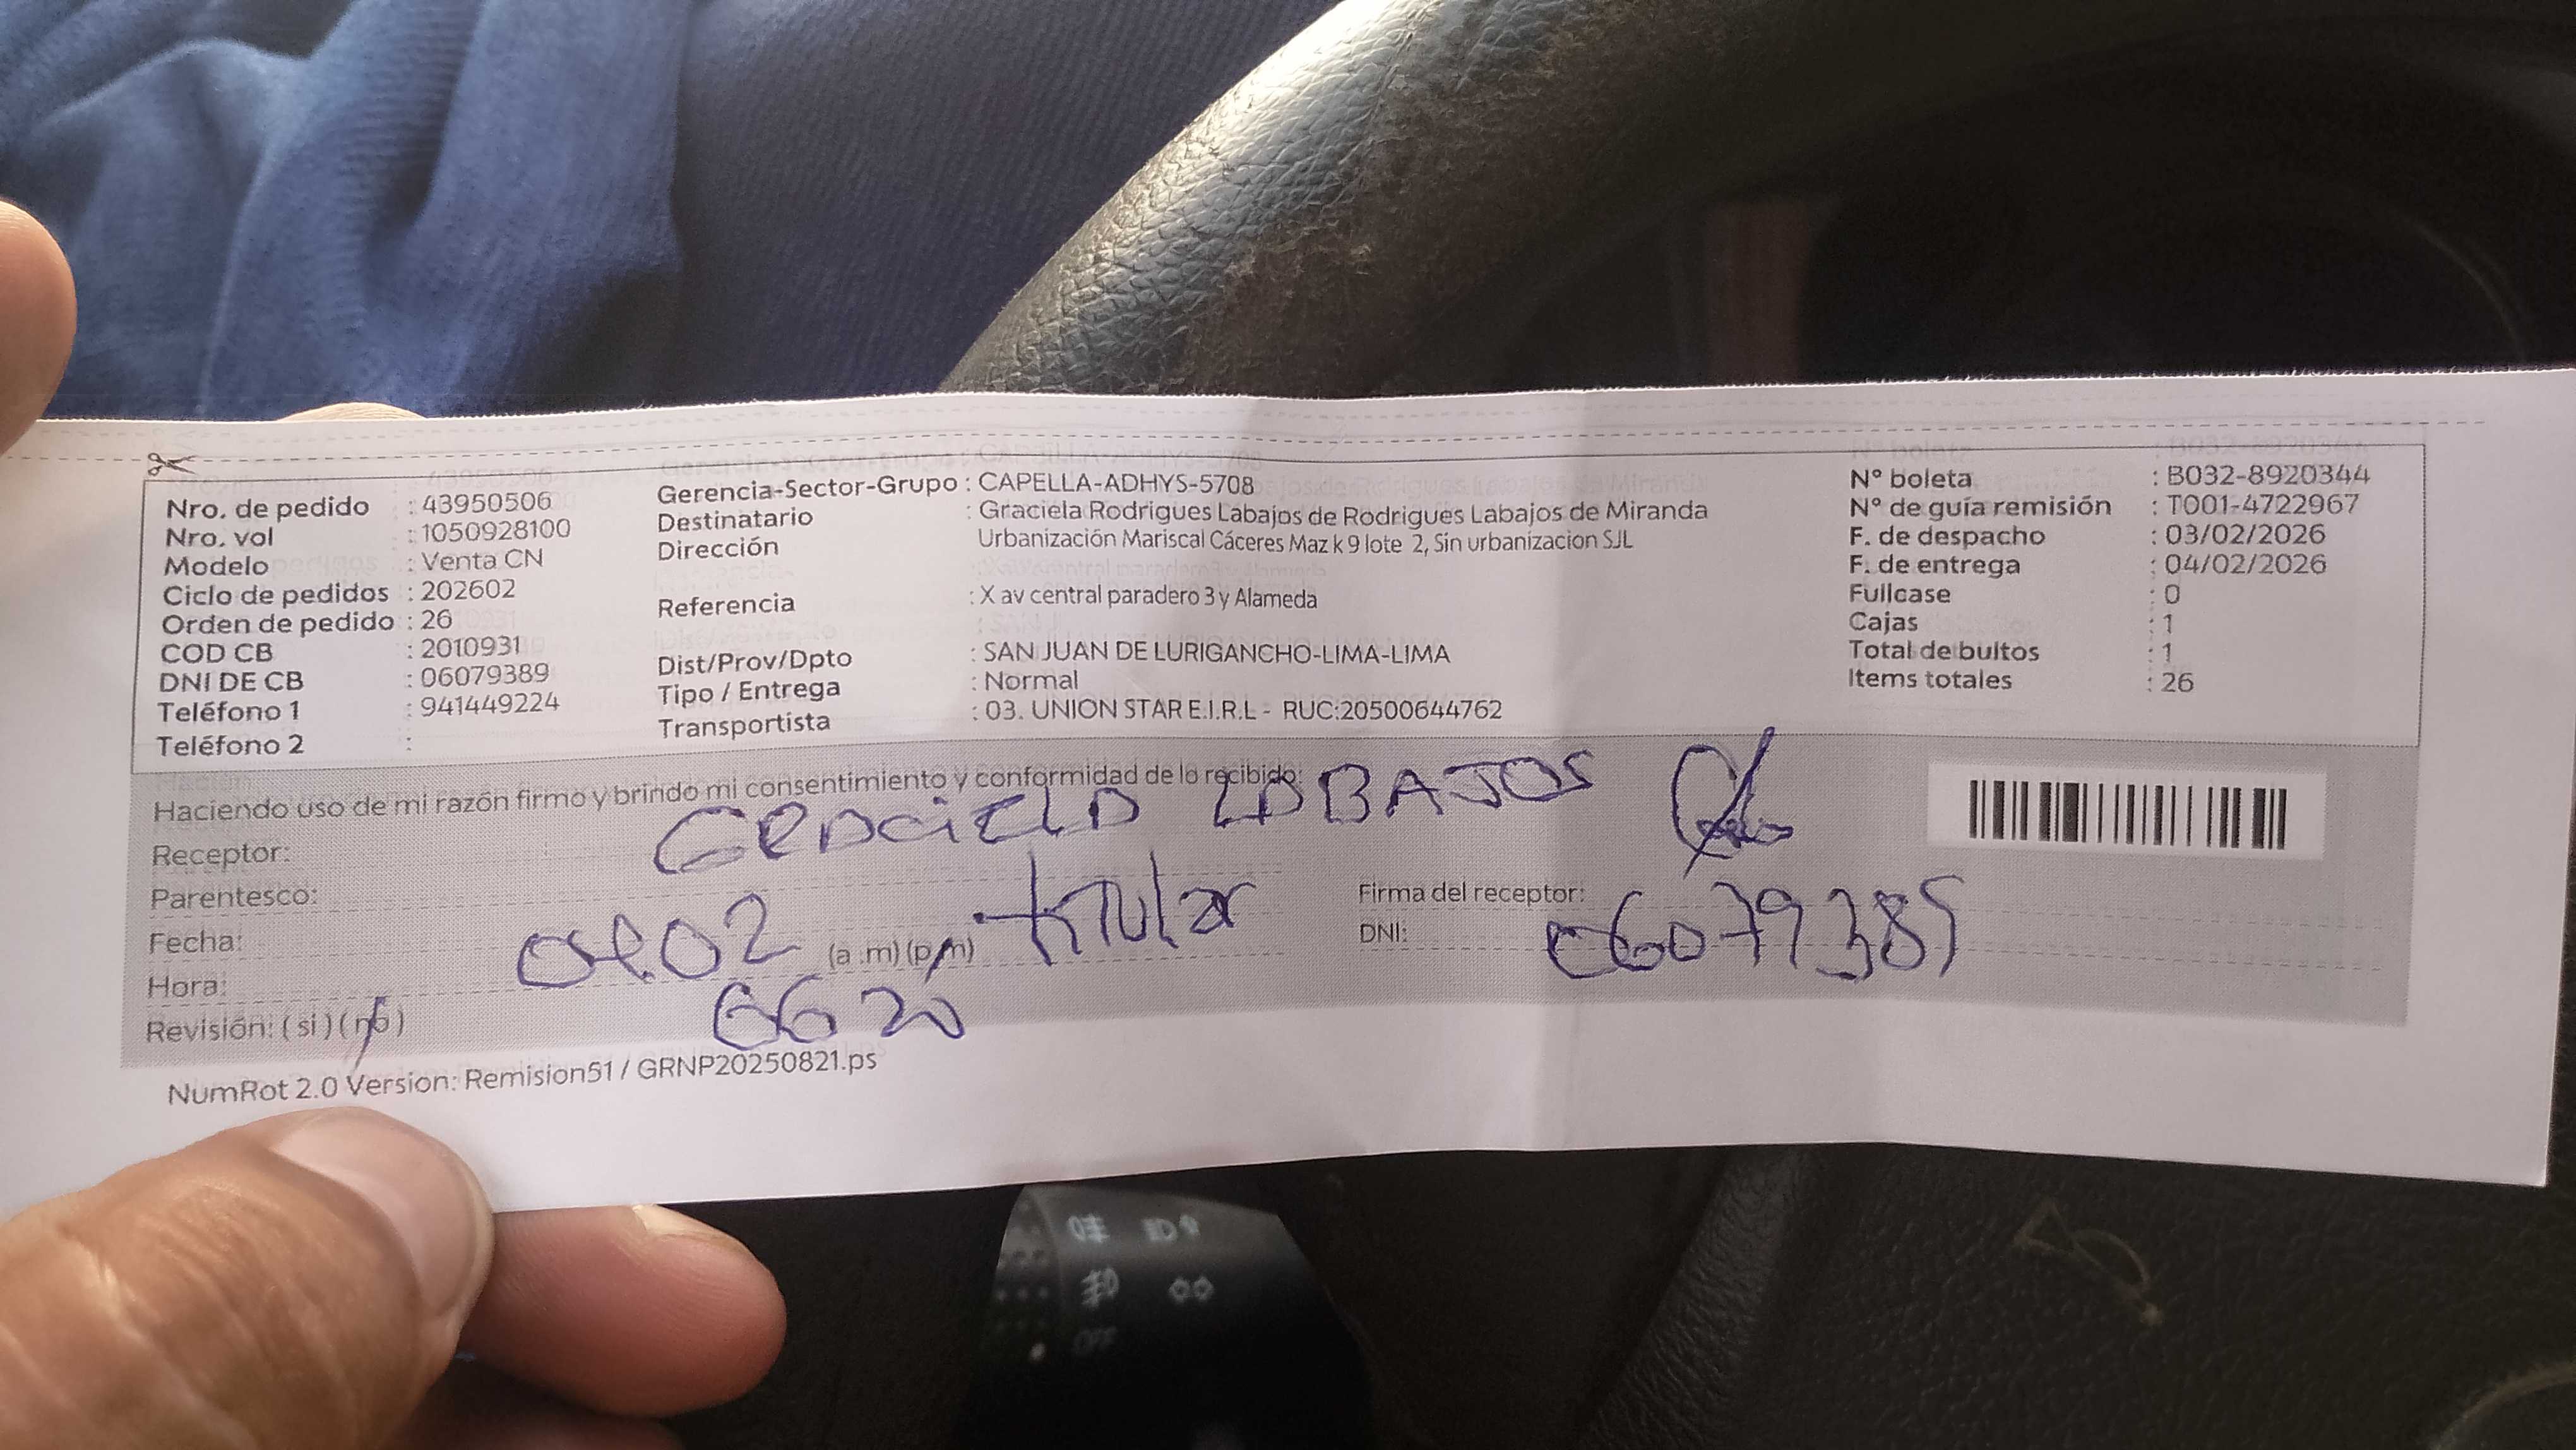 Nro. de pedido : 43950506
Nro. vol : 1050928100
Modelo : Venta CN
Ciclo de pedidos : 202602
Orden de pedido : 26
COD CB : 2010931
DNI DE CB : 06079389
Teléfono 1 : 941449224
Teléfono 2 :
Gerencia-Sector-Grupo : CAPELLA-ADHYS-5708
Destinatario : Graciela Rodrigues Labajos de Rodrigues Labajos de Miranda
Dirección Urbanización Mariscal Cáceres Maz k 9 lote 2, Sin urbanizacion SJL
Referencia : X av central paradero 3 y Alameda
Dist/Prov/Dpto : SAN JUAN DE LURIGANCHO-LIMA-LIMA
Tipo / Entrega : Normal
Transportista : 03. UNION STAR E.I.R.L - RUC:20500644762
N° boleta : B032-8920344
N° de guía remisión : T001-4722967
F. de despacho : 03/02/2026
F. de entrega : 04/02/2026
Fullcase : 0
Cajas : 1
Total de bultos : 1
Items totales : 26
Haciendo uso de mi razón firmo y brindo mi consentimiento y conformidad de lo recibido:
Receptor: GRACIELA LABAJOS
Parentesco: titular
Fecha:
Hora: (a .m) (p.m)
Revisión: ( si ) ( no )
Firma del receptor:
DNI: 06079389
NumRot 2.0 Version: Remision51 / GRNP20250821.ps
OFF